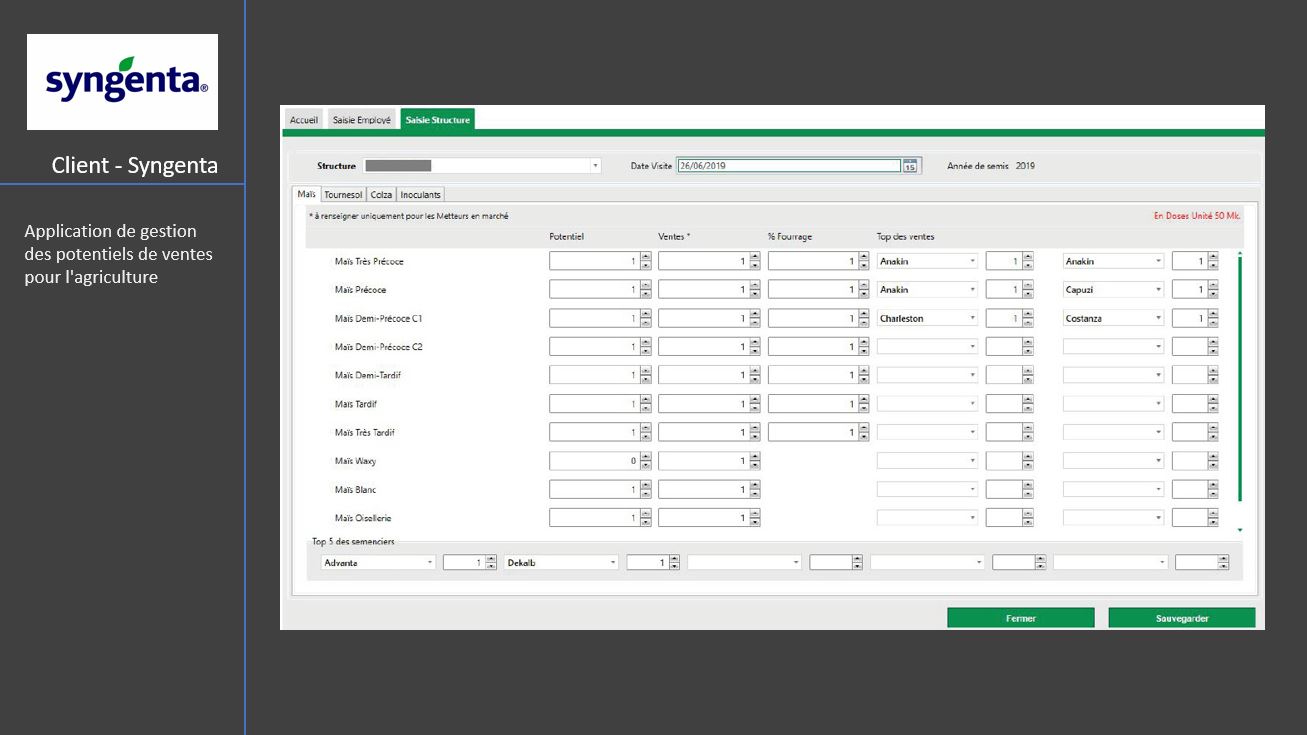 syngenta®
Client - Syngenta
Application de gestion
des potentiels de ventes
pour l'agriculture
Accueil Saisie Employé Saisie Structure
Structure Date Visite 26/06/2019 15 Année de semis 2019
Maïs Tournesol Colza Inoculants
* à renseigner uniquement pour les Metteurs en marché En Doses Unité 50 Mk.
Potentiel Ventes * % Fourrage Top des ventes
Maïs Très Précoce 1 1 1 Anakin 1 Anakin 1
Maïs Précoce 1 1 1 Anakin 1 Capuzi 1
Maïs Demi-Précoce C1 1 1 1 Charleston 1 Costanza 1
Maïs Demi-Précoce C2 1 1 1
Maïs Demi-Tardif 1 1 1
Maïs Tardif 1 1 1
Maïs Très Tardif 1 1 1
Maïs Waxy 0 1
Maïs Blanc 1 1
Maïs Oisellerie 1 1
Top 5 des semenciers
Advanta 1 Dekalb 1
Fermer Sauvegarder